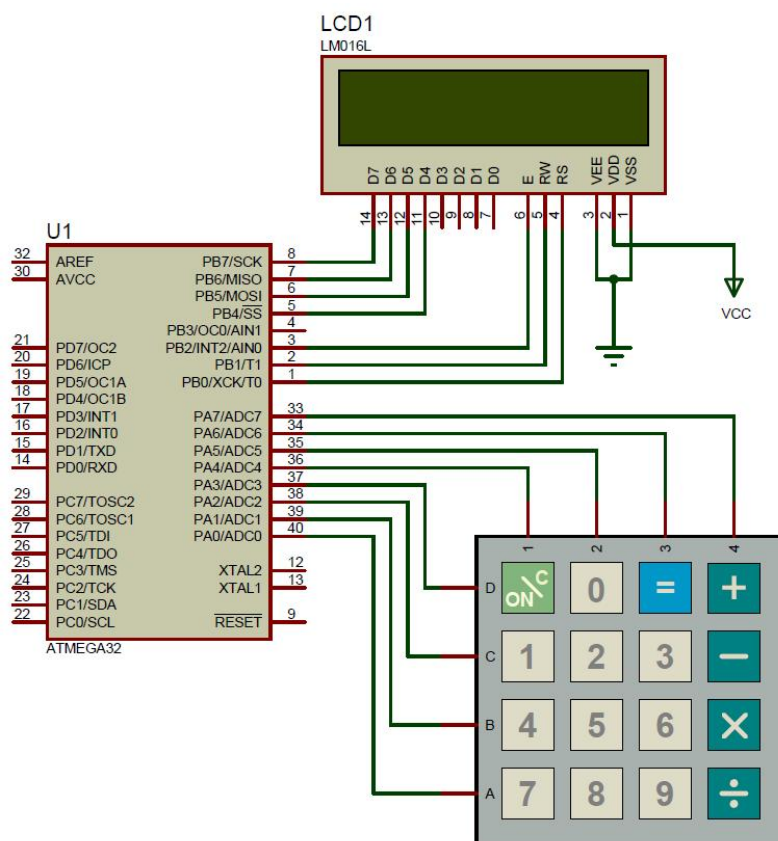 LCD1
LM016L
D7 D6 D5 D4 D3 D2 D1 D0 E RW RS VEE VDD VSS
14 13 12 11 10 9 8 7 6 5 4 3 2 1
VCC
U1
32 AREF PB7/SCK 8
30 AVCC PB6/MISO 7
PB5/MOSI 6
PB4/SS 5
PB3/OC0/AIN1 4
21 PD7/OC2 PB2/INT2/AIN0 3
20 PD6/ICP PB1/T1 2
19 PD5/OC1A PB0/XCK/T0 1
18 PD4/OC1B
17 PD3/INT1 PA7/ADC7 33
16 PD2/INT0 PA6/ADC6 34
15 PD1/TXD PA5/ADC5 35
14 PD0/RXD PA4/ADC4 36
PA3/ADC3 37
29 PC7/TOSC2 PA2/ADC2 38
28 PC6/TOSC1 PA1/ADC1 39
27 PC5/TDI PA0/ADC0 40
26 PC4/TDO
25 PC3/TMS XTAL2 12
24 PC2/TCK XTAL1 13
23 PC1/SDA
22 PC0/SCL RESET 9
ATMEGA32
1 2 3 4
D ON/C 0 = +
C 1 2 3 −
B 4 5 6 ×
A 7 8 9 ÷